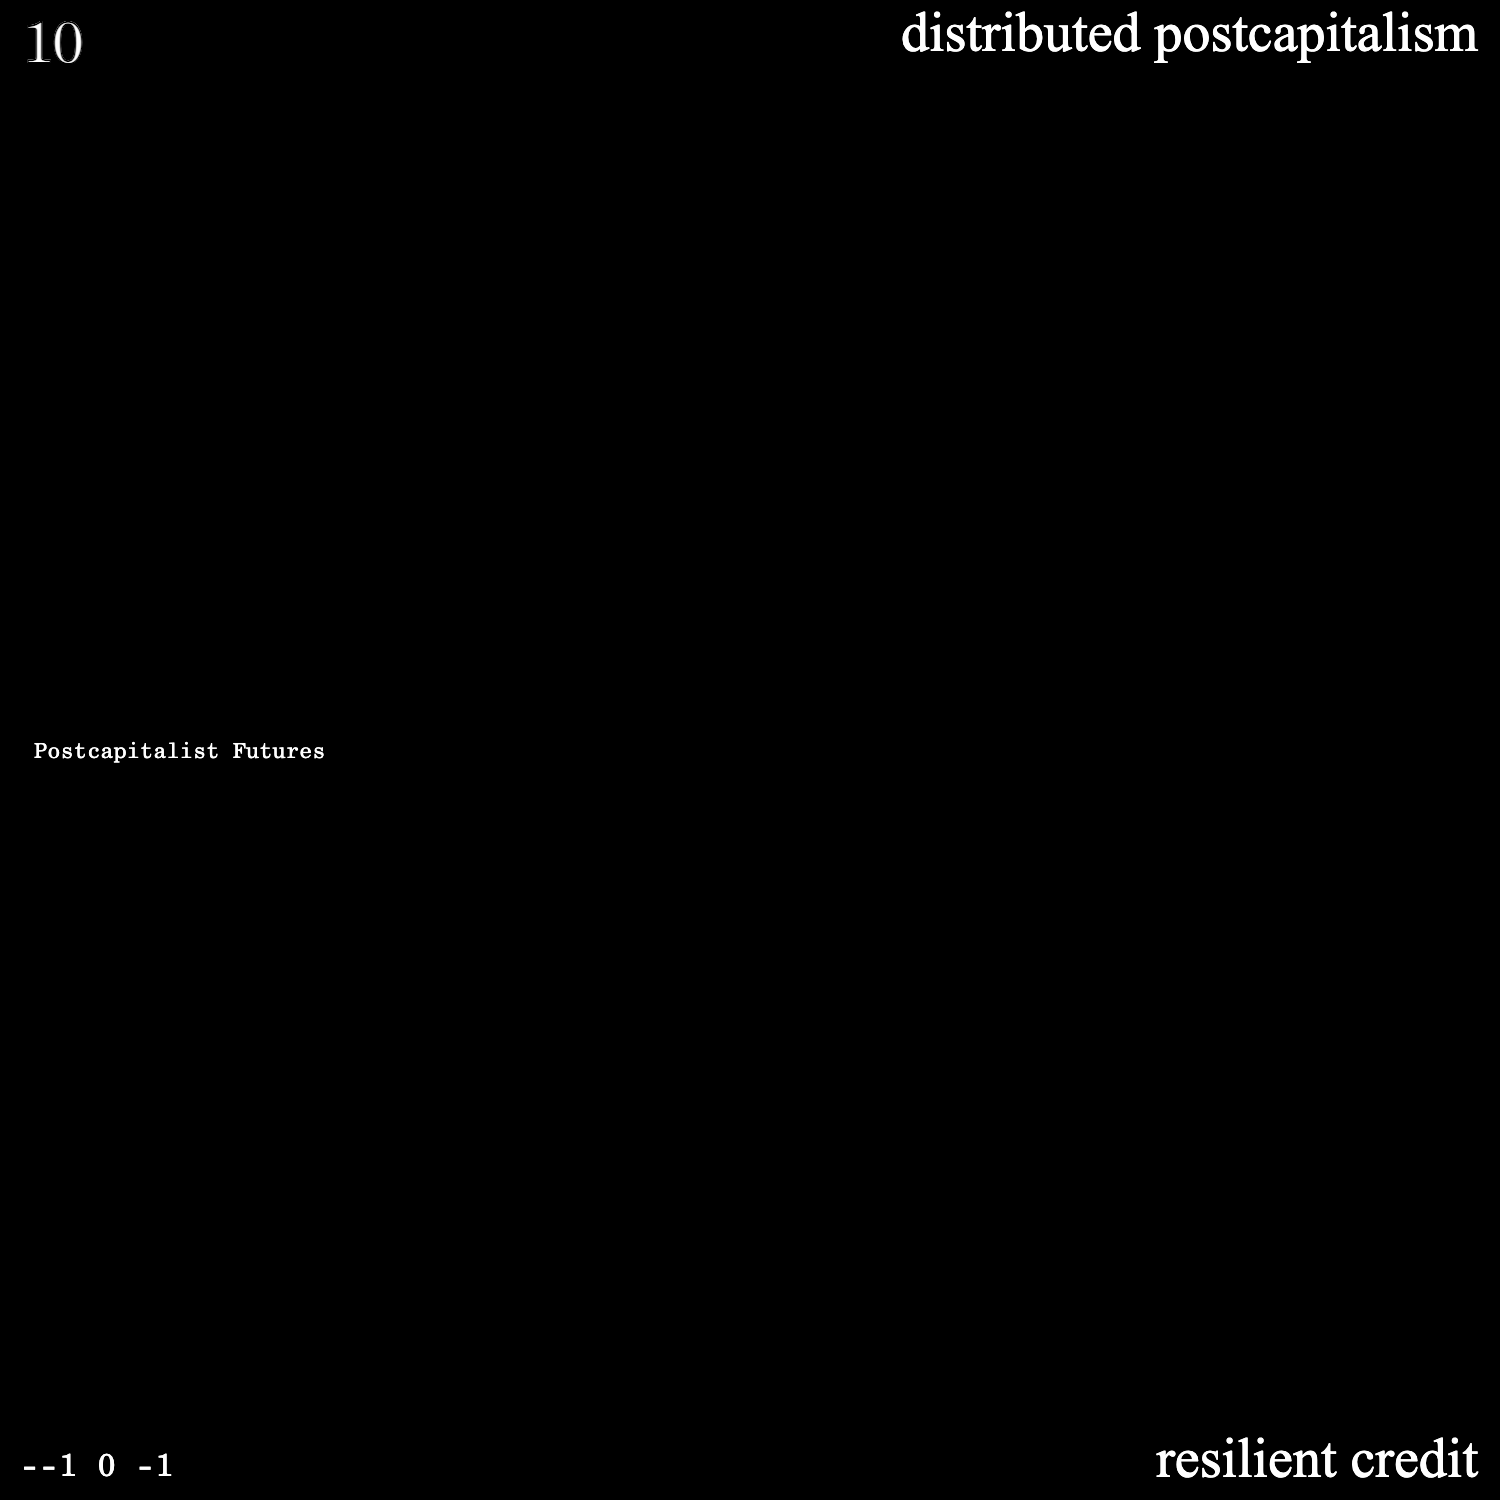 10
distributed postcapitalism
Postcapitalist Futures
--1 0 -1
resilient credit